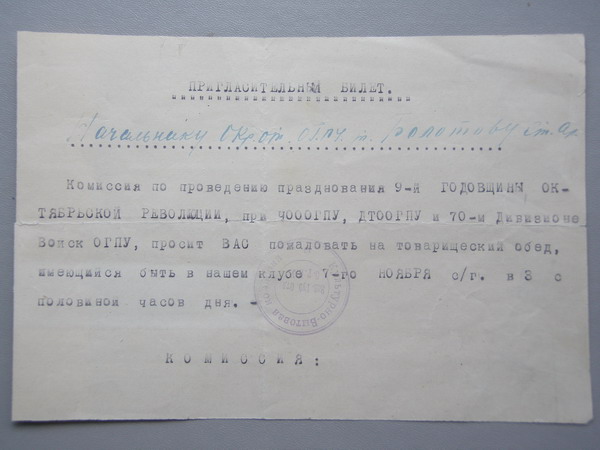 ПРИГЛАСИТЕЛЬНЫЙ БИЛЕТ.
Начальнику Окр.от. ОГПУ т. Болотову
Комиссия по проведению празднования 9-й ГОДОВЩИНЫ ОК-
ТЯБРЬСКОЙ РЕВОЛЮЦИИ, при ЧОООГПУ, ДТООГПУ и 70-м Дивизионе
Войск ОГПУ, просит ВАС пожаловать на товарищеский обед,
имеющийся быть в нашем клубе 7-го НОЯБРЯ с/г. в 3 с
половиной часов дня. -
КОМИССИЯ: